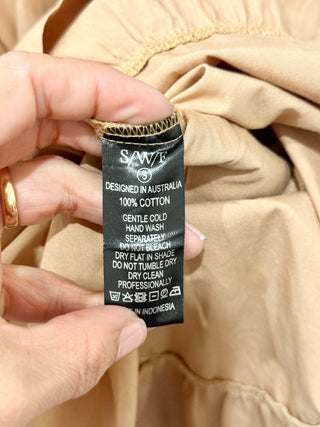 S/W/F
S
DESIGNED IN AUSTRALIA
100% COTTON
GENTLE COLD
HAND WASH
SEPARATELY
DO NOT BLEACH
DRY FLAT IN SHADE
DO NOT TUMBLE DRY
DRY CLEAN
PROFESSIONALLY
IN INDONESIA